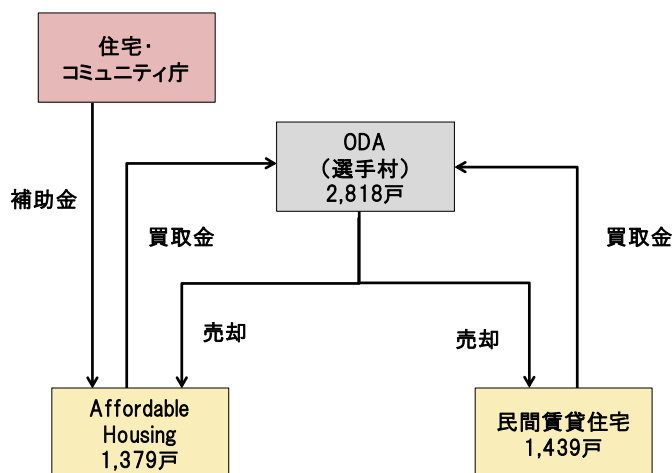 住宅・
コミュニティ庁
ODA
（選手村）
2,818戸
補助金
買取金
買取金
売却
売却
Affordable
Housing
1,379戸
民間賃貸住宅
1,439戸